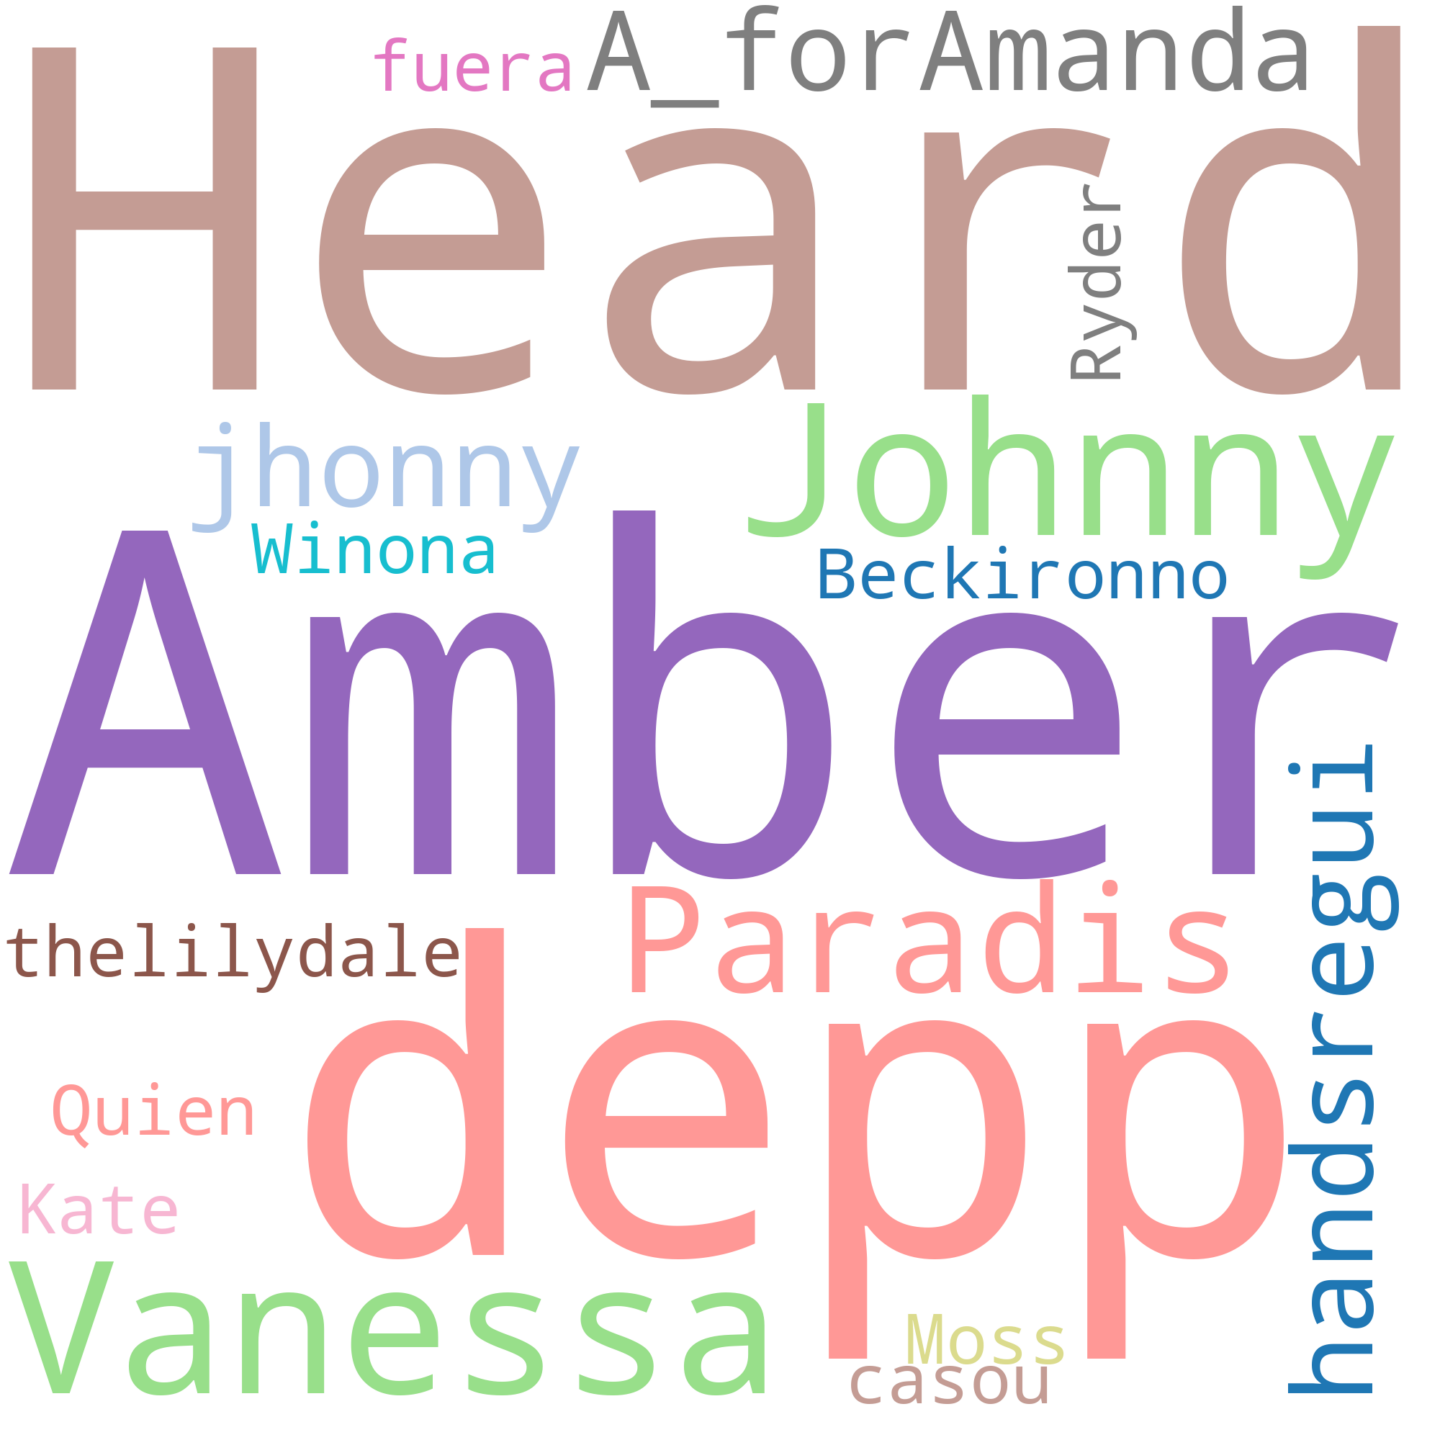 fuera A_forAmanda
Heard
Ryder
jhonny Johnny
Winona Beckironno
Amber
handsregui
thelilydale Paradis
depp
Quien
Kate
Vanessa
Moss
casou